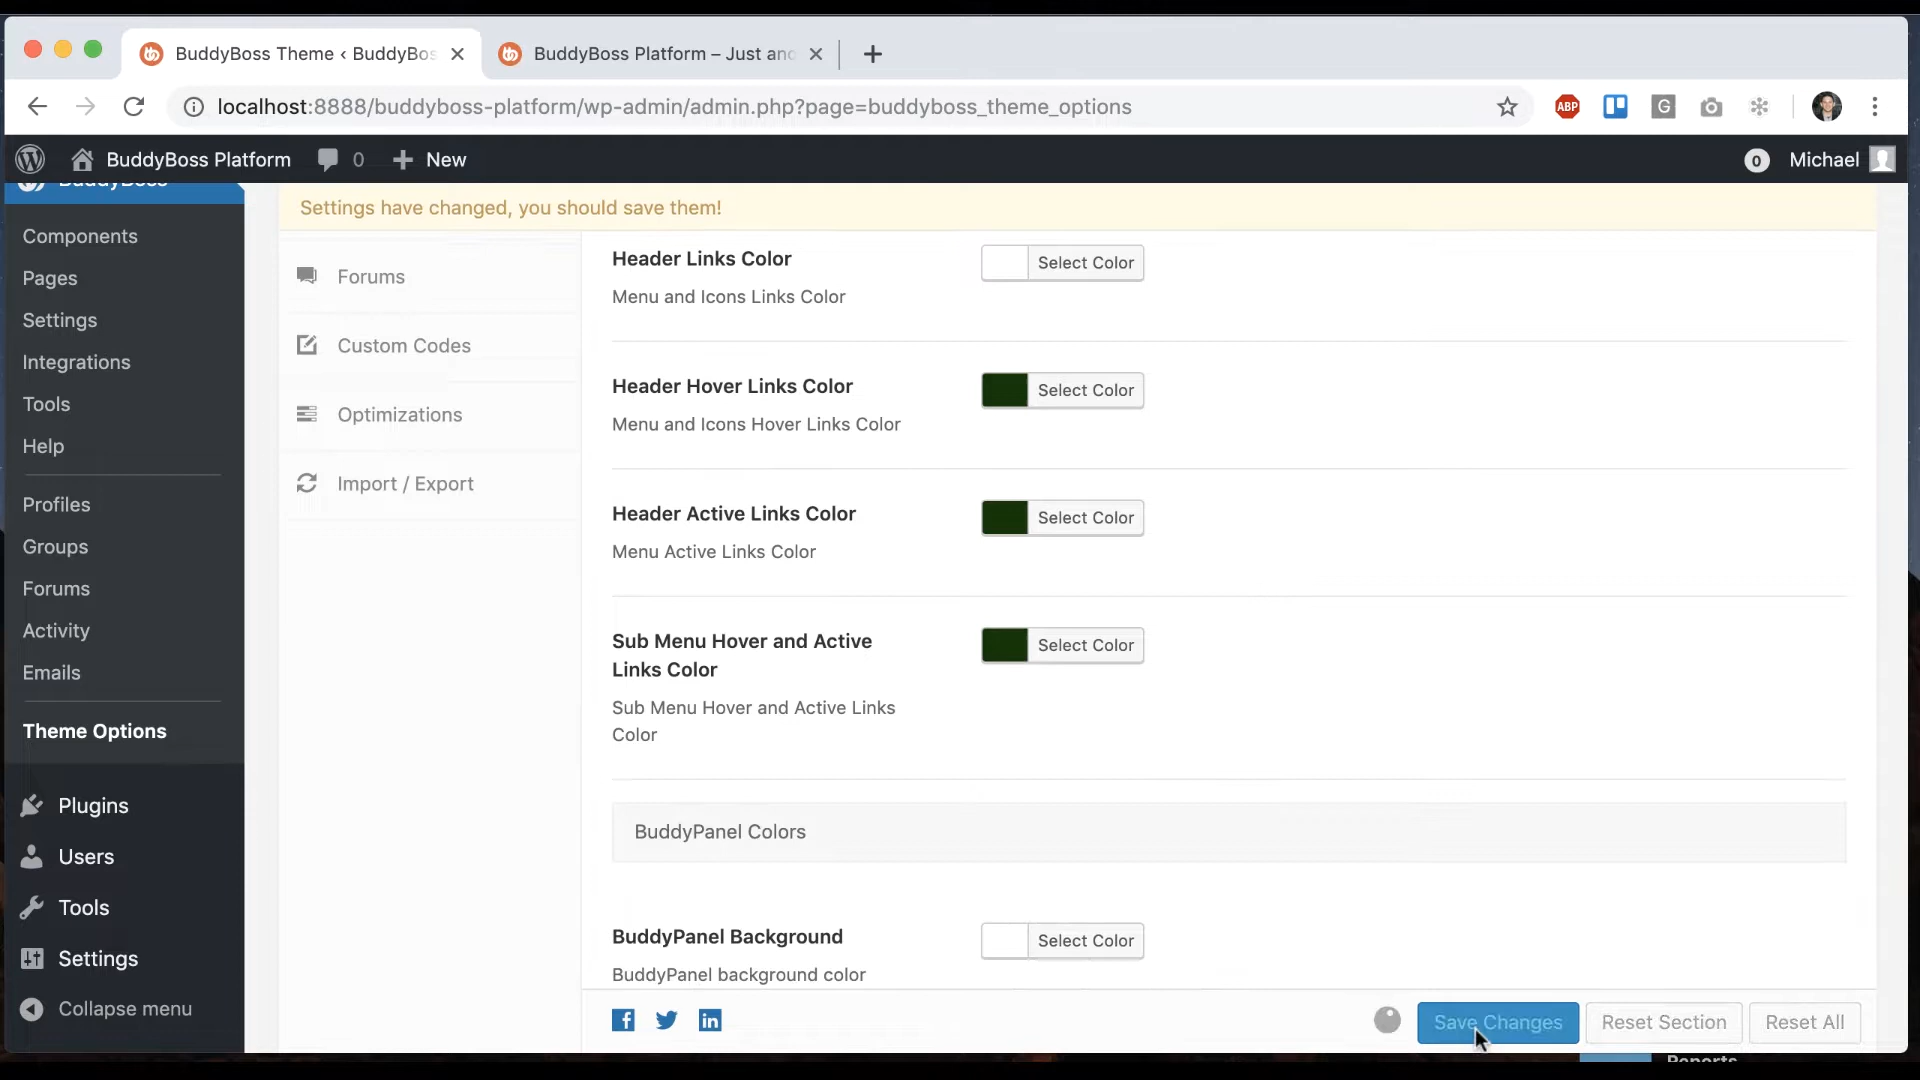 BuddyBoss Theme ‹ BuddyBos
BuddyBoss Platform – Just ano
localhost:8888/buddyboss-platform/wp-admin/admin.php?page=buddyboss_theme_options
ABP
G
BuddyBoss Platform
0
New
0
Michael
BuddyBoss
Components
Pages
Settings
Integrations
Tools
Help
Profiles
Groups
Forums
Activity
Emails
Theme Options
Plugins
Users
Tools
Settings
Collapse menu
Settings have changed, you should save them!
Forums
Custom Codes
Optimizations
Import / Export
Header Links Color
Menu and Icons Links Color
Select Color
Header Hover Links Color
Menu and Icons Hover Links Color
Select Color
Header Active Links Color
Menu Active Links Color
Select Color
Sub Menu Hover and Active
Links Color
Sub Menu Hover and Active Links
Color
Select Color
BuddyPanel Colors
BuddyPanel Background
BuddyPanel background color
Select Color
Save Changes
Reset Section
Reset All
Reports